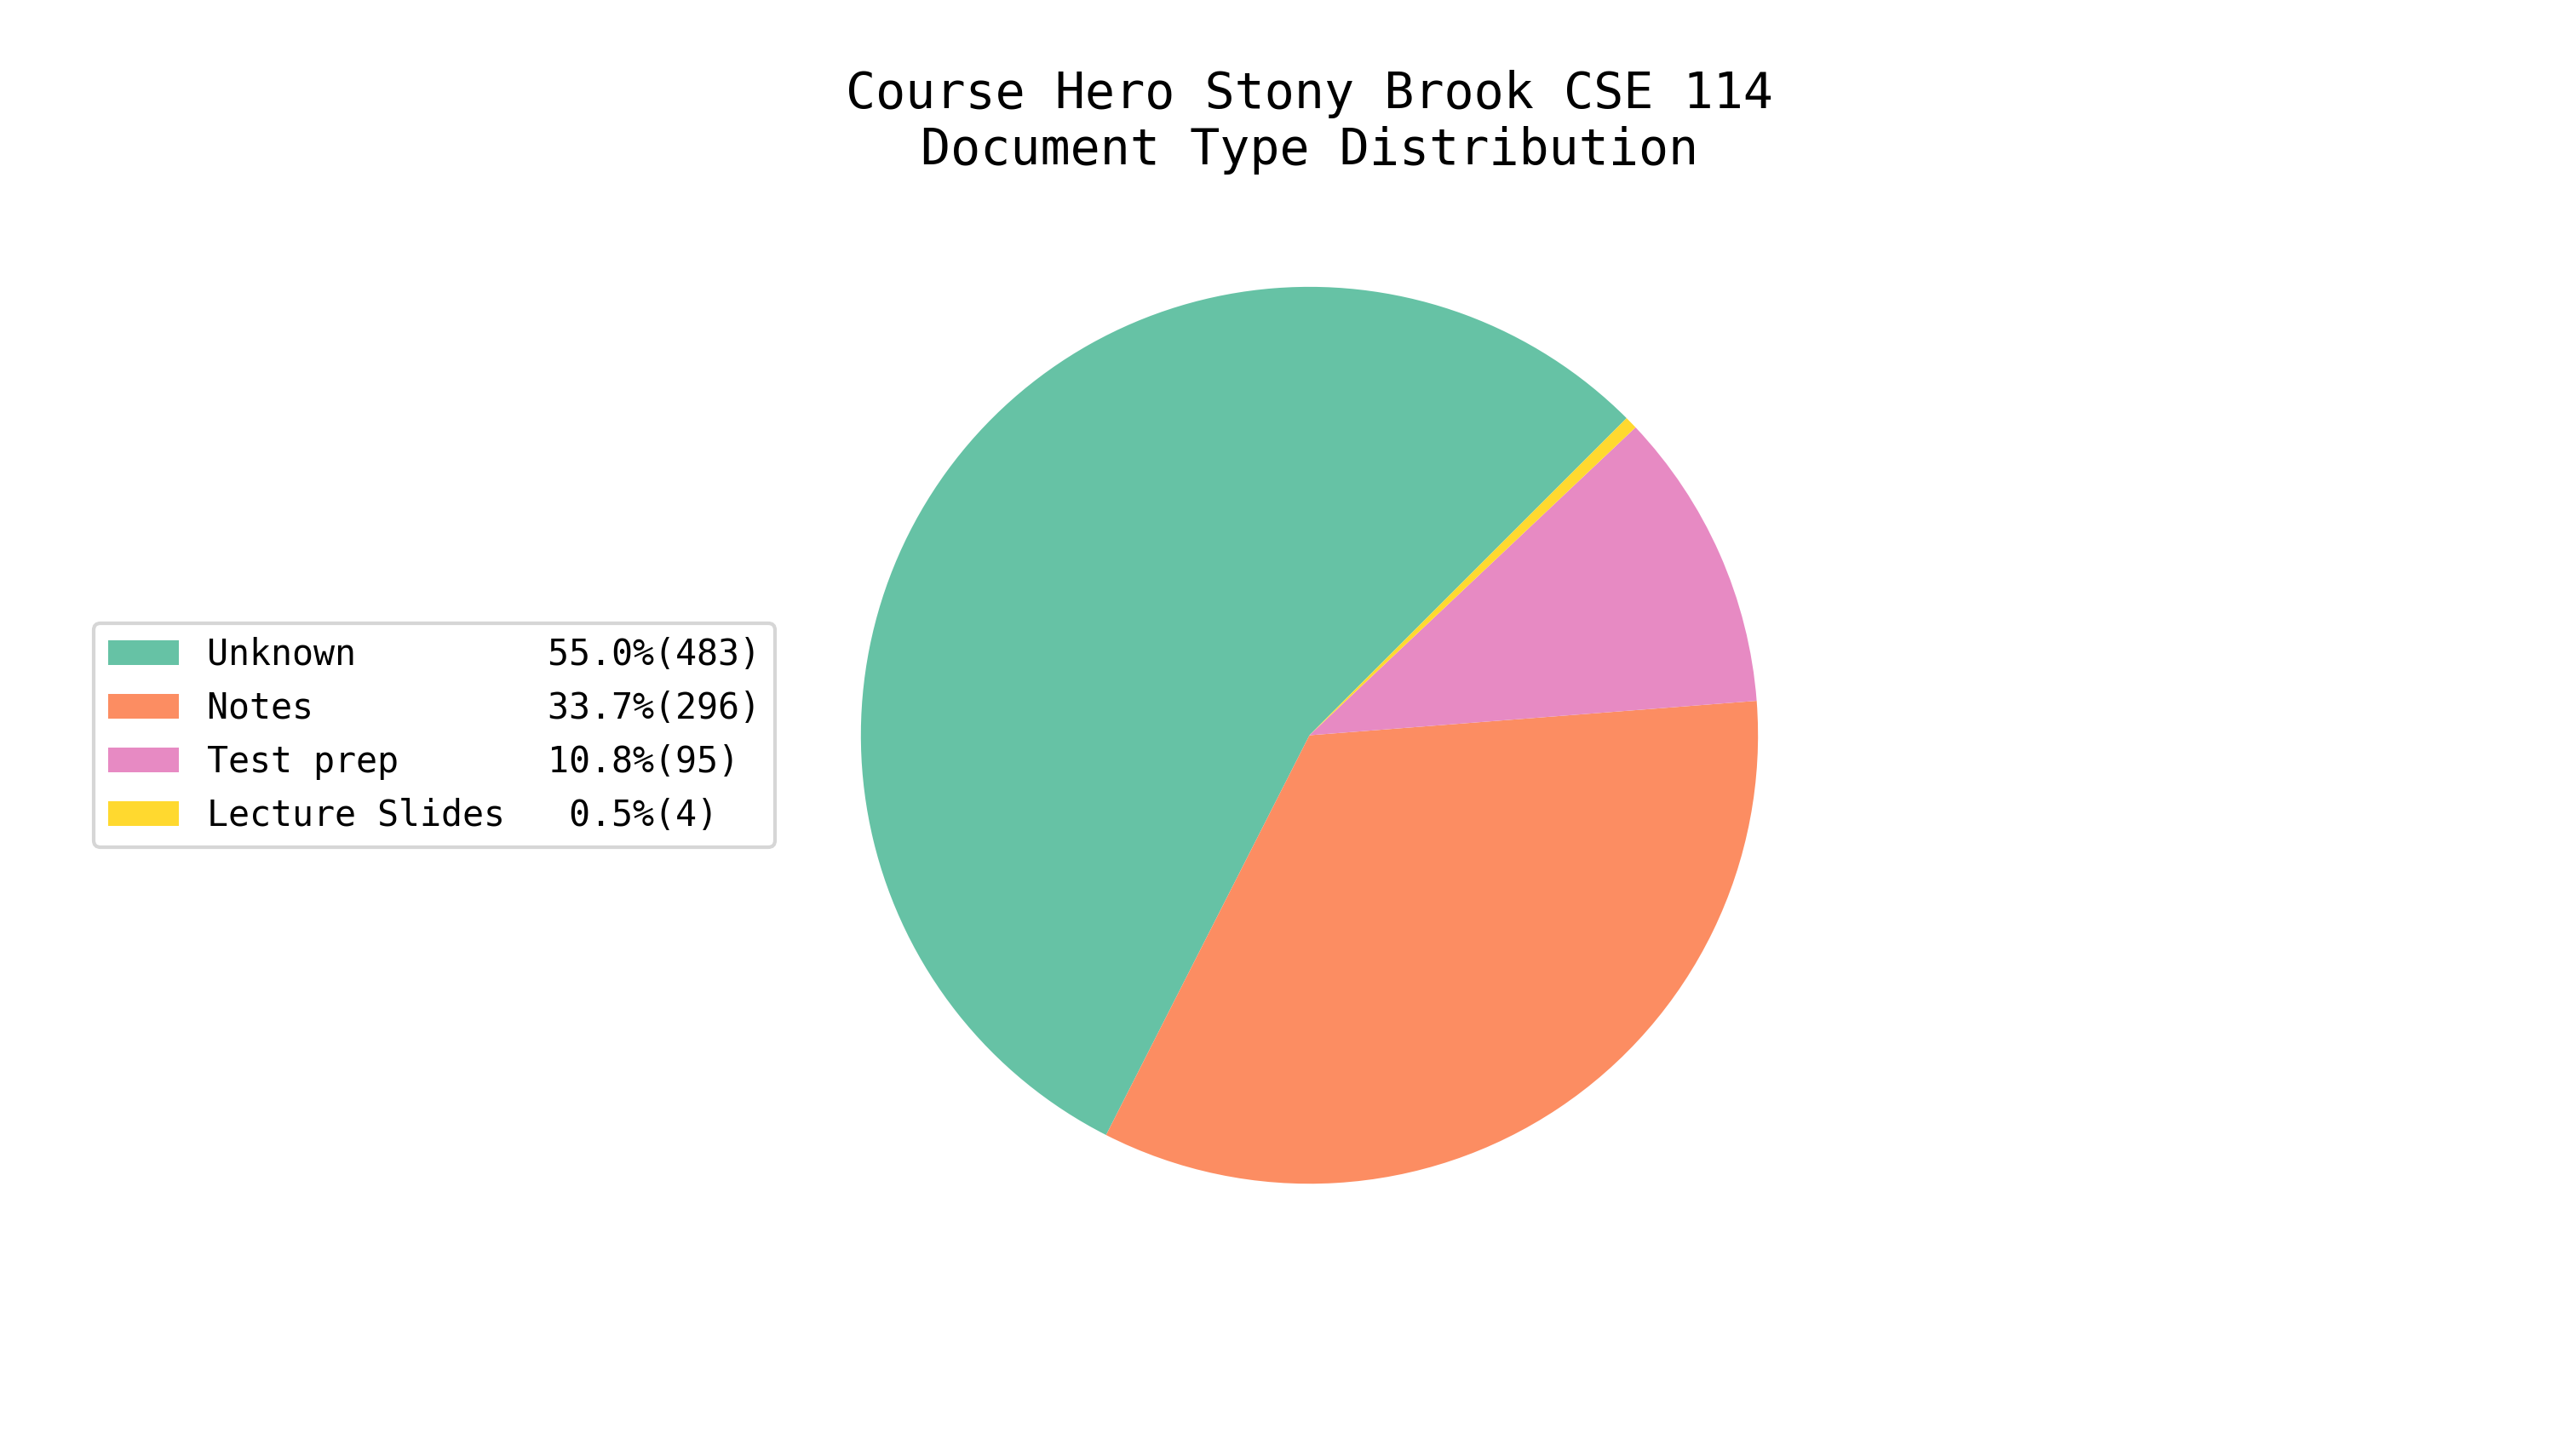 Course Hero Stony Brook CSE 114
Document Type Distribution
Unknown 55.0%(483)
Notes 33.7%(296)
Test prep 10.8%(95)
Lecture Slides 0.5%(4)